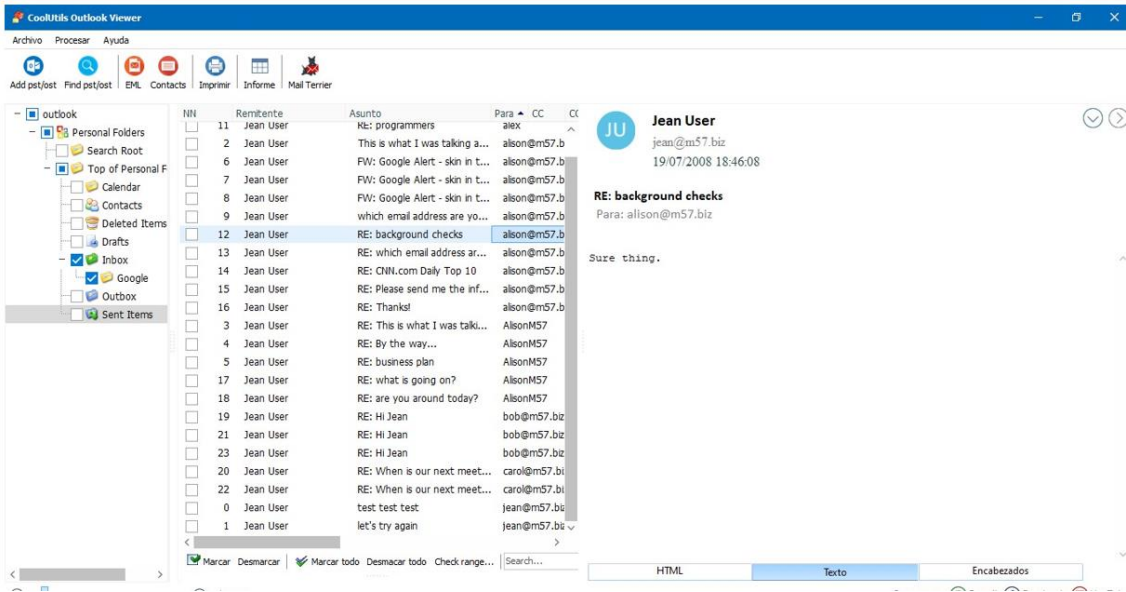 CoolUtils Outlook Viewer
Archivo Procesar Ayuda
Add pst/ost Find pst/ost EML Contacts Imprimir Informe Mail Terrier
outlook
Personal Folders
Search Root
Top of Personal F
Calendar
Contacts
Deleted Items
Drafts
Inbox
Google
Outbox
Sent Items
NN Remitente Asunto Para CC CC
11 Jean User RE: programmers alex
2 Jean User This is what I was talking a... alison@m57.b
6 Jean User FW: Google Alert - skin in t... alison@m57.b
7 Jean User FW: Google Alert - skin in t... alison@m57.b
8 Jean User FW: Google Alert - skin in t... alison@m57.b
9 Jean User which email address are yo... alison@m57.b
12 Jean User RE: background checks alison@m57.b
13 Jean User RE: which email address ar... alison@m57.b
14 Jean User RE: CNN.com Daily Top 10 alison@m57.b
15 Jean User RE: Please send me the inf... alison@m57.b
16 Jean User RE: Thanks! alison@m57.b
3 Jean User RE: This is what I was talki... AlisonM57
4 Jean User RE: By the way... AlisonM57
5 Jean User RE: business plan AlisonM57
17 Jean User RE: what is going on? AlisonM57
18 Jean User RE: are you around today? AlisonM57
19 Jean User RE: Hi Jean bob@m57.biz
21 Jean User RE: Hi Jean bob@m57.biz
23 Jean User RE: Hi Jean bob@m57.biz
20 Jean User RE: When is our next meet... carol@m57.bi
22 Jean User RE: When is our next meet... carol@m57.bi
0 Jean User test test test jean@m57.biz
1 Jean User let's try again jean@m57.biz
Marcar Desmarcar Marcar todo Desmacar todo Check range... Search...
JU
Jean User
jean@m57.biz
19/07/2008 18:46:08
RE: background checks
Para: alison@m57.biz
Sure thing.
HTML Texto Encabezados